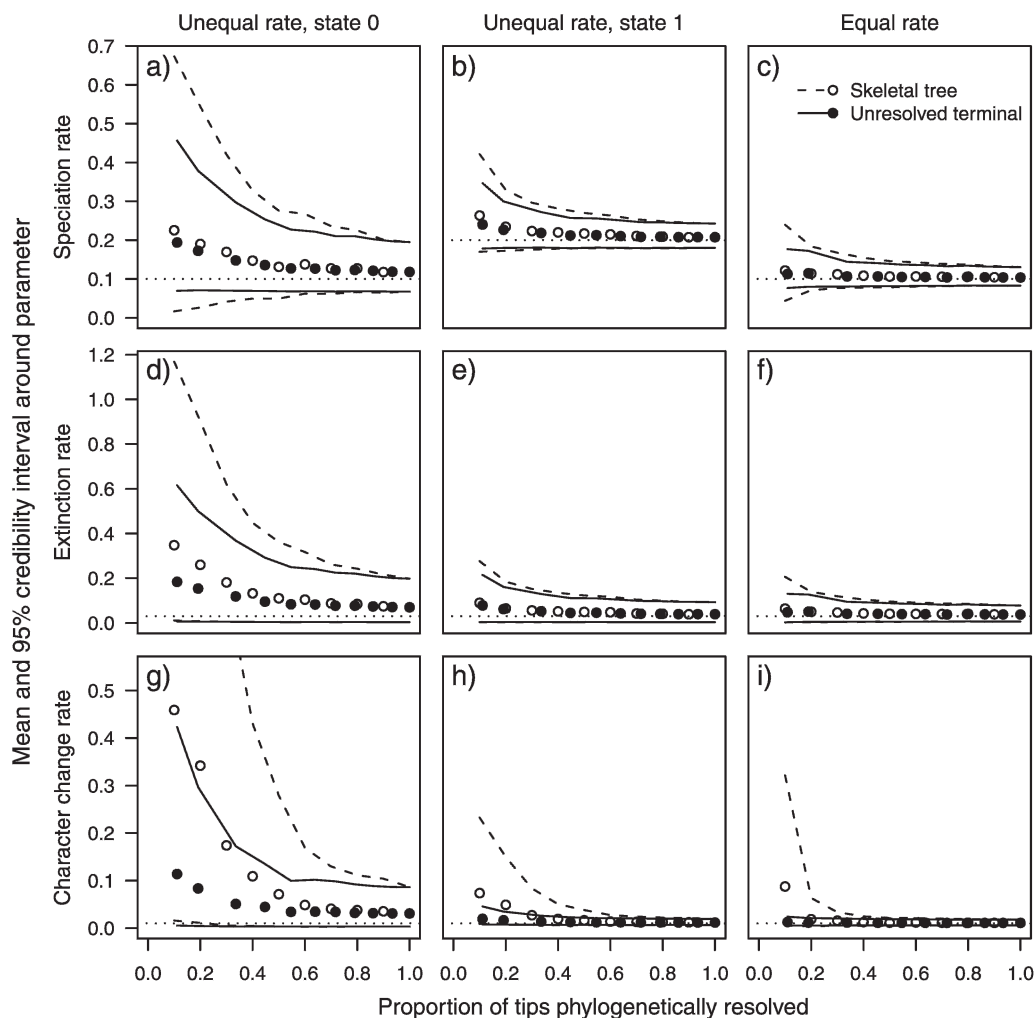 Unequal rate, state 0
Unequal rate, state 1
Equal rate
Mean and 95% credibility interval around parameter
Speciation rate
0.7
0.6
0.5
0.4
0.3
0.2
0.1
0.0
a)
b)
c)
Skeletal tree
Unresolved terminal
Extinction rate
1.2
1.0
0.8
0.6
0.4
0.2
0.0
d)
e)
f)
Character change rate
0.5
0.4
0.3
0.2
0.1
0.0
g)
h)
i)
0.0 0.2 0.4 0.6 0.8 1.0
0.0 0.2 0.4 0.6 0.8 1.0
0.0 0.2 0.4 0.6 0.8 1.0
Proportion of tips phylogenetically resolved